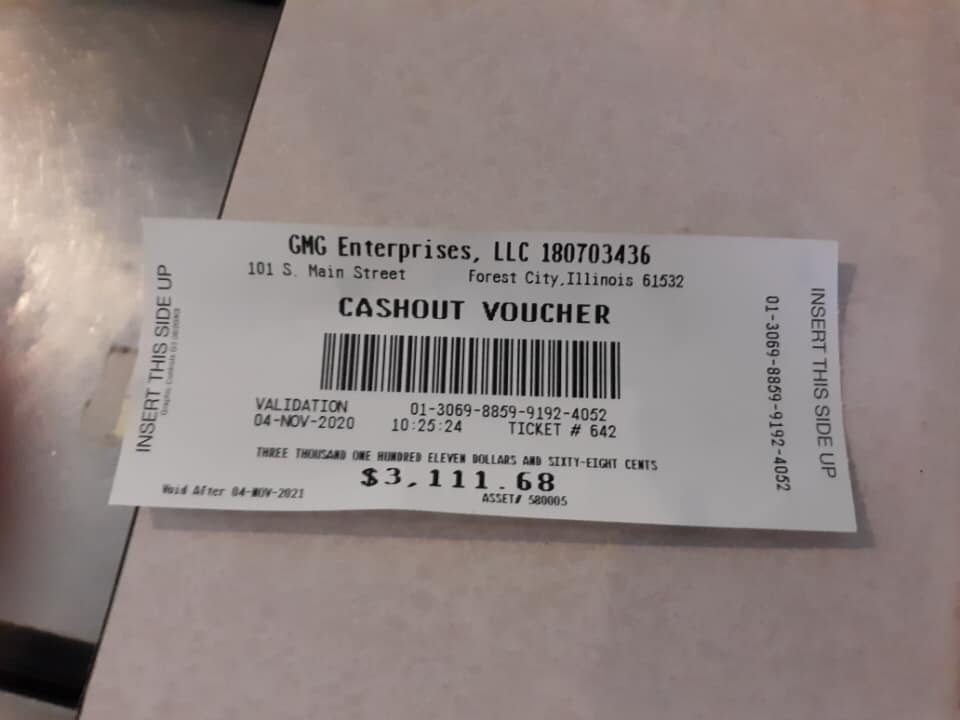 GMG Enterprises, LLC 180703436
101 S. Main Street Forest City, Illinois 61532
CASHOUT VOUCHER
VALIDATION 01-3069-8859-9192-4052
04-NOV-2020 10:25:24 TICKET # 642
THREE THOUSAND ONE HUNDRED ELEVEN DOLLARS AND SIXTY-EIGHT CENTS
$3,111.68
Void After 04-NOV-2021 ASSET# 580005
INSERT THIS SIDE UP
01-3069-8859-9192-4052
INSERT THIS SIDE UP